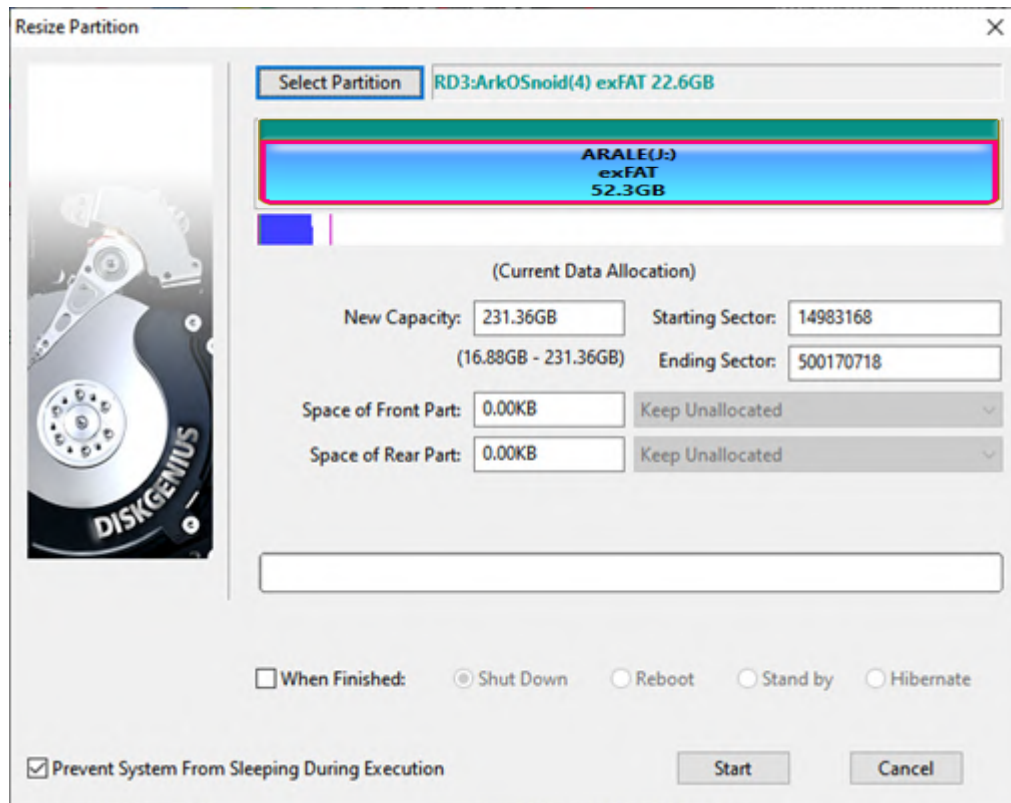 Resize Partition
Select Partition RD3:ArkOSnoid(4) exFAT 22.6GB
ARALE(J:)
exFAT
52.3GB
(Current Data Allocation)
New Capacity: 231.36GB Starting Sector: 14983168
(16.88GB - 231.36GB) Ending Sector: 500170718
Space of Front Part: 0.00KB Keep Unallocated
Space of Rear Part: 0.00KB Keep Unallocated
DISKGENIUS
When Finished: Shut Down Reboot Stand by Hibernate
Prevent System From Sleeping During Execution Start Cancel